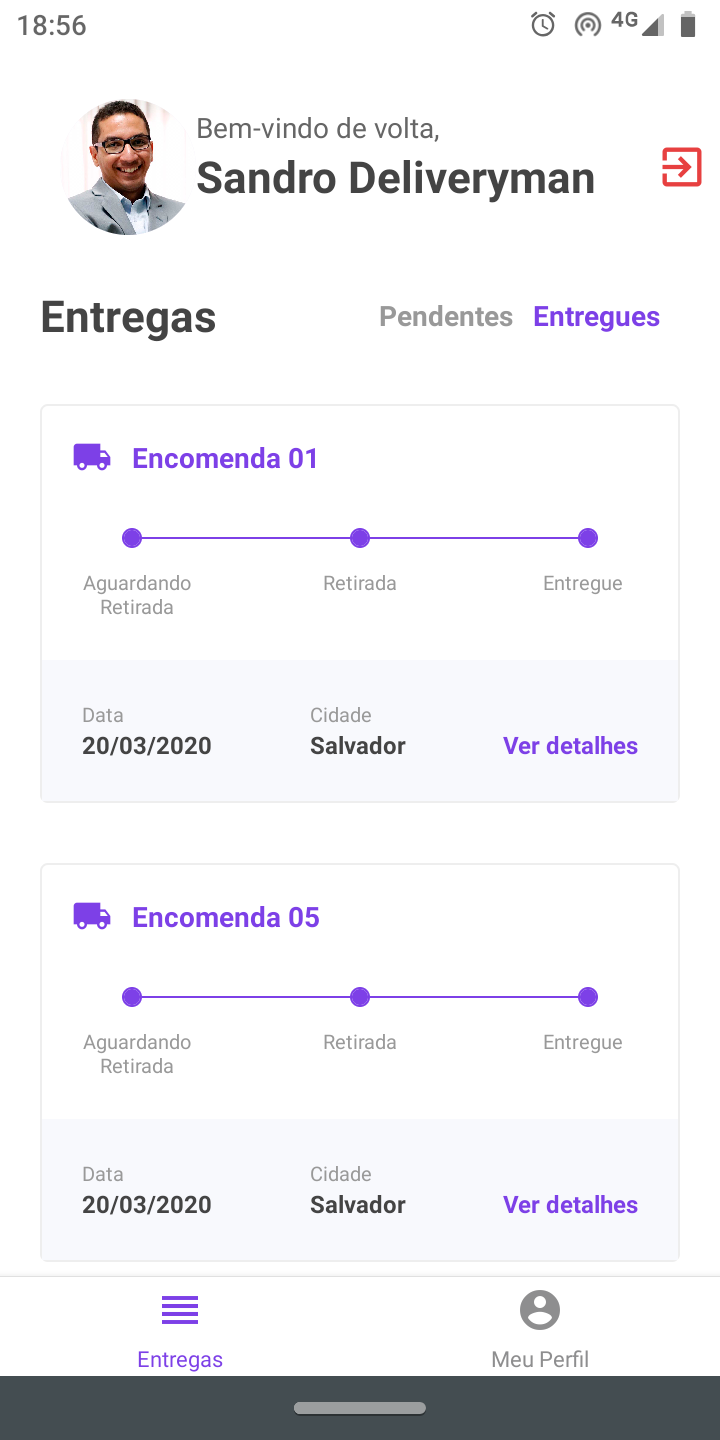 18:56
4G
Bem-vindo de volta,
Sandro Deliveryman
Entregas
Pendentes Entregues
Encomenda 01
Aguardando Retirada
Retirada
Entregue
Data
Cidade
20/03/2020
Salvador
Ver detalhes
Encomenda 05
Aguardando Retirada
Retirada
Entregue
Data
Cidade
20/03/2020
Salvador
Ver detalhes
Entregas
Meu Perfil